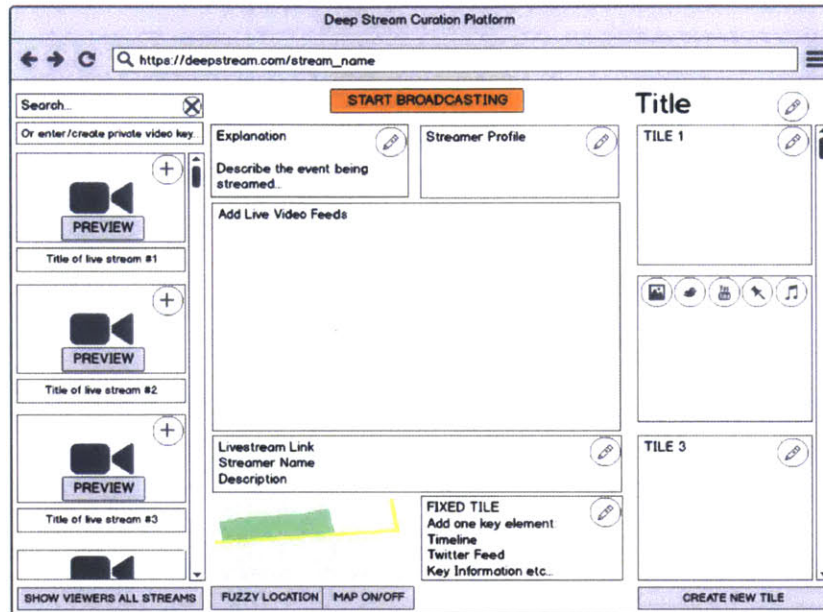 Deep Stream Curation Platform
https://deepstream.com/stream_name
Search...
Or enter/create private video key...
PREVIEW
Title of live stream #1
PREVIEW
Title of live stream #2
PREVIEW
Title of live stream #3
SHOW VIEWERS ALL STREAMS
START BROADCASTING
Explanation
Describe the event being
streamed...
Streamer Profile
Add Live Video Feeds
Livestream Link
Streamer Name
Description
FIXED TILE
Add one key element
Timeline
Twitter Feed
Key Information etc...
FUZZY LOCATION
MAP ON/OFF
Title
TILE 1
You
Tube
TILE 3
CREATE NEW TILE